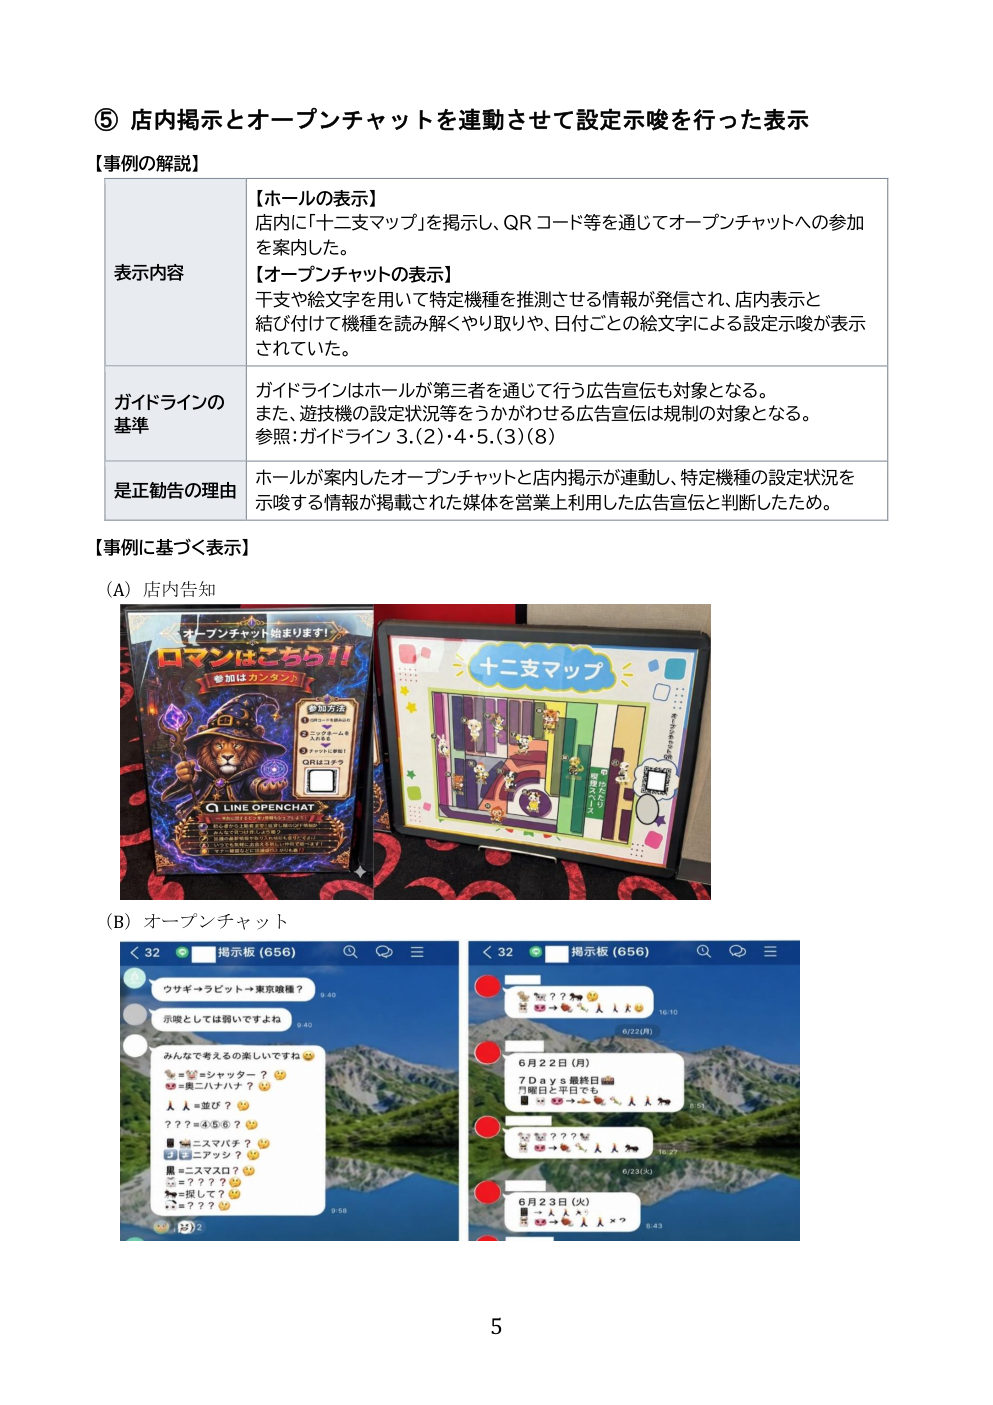 ⑤ 店内掲示とオープンチャットを連動させて設定示唆を行った表示
【事例の解説】
表示内容
【ホールの表示】
店内に「十二支マップ」を掲示し、QRコード等を通じてオープンチャットへの参加
を案内した。
【オープンチャットの表示】
干支や絵文字を用いて特定機種を推測させる情報が発信され、店内表示と
結び付けて機種を読み解くやり取りや、日付ごとの絵文字による設定示唆が表示
されていた。
ガイドラインの
基準
ガイドラインはホールが第三者を通じて行う広告宣伝も対象となる。
また、遊技機の設定状況等をうかがわせる広告宣伝は規制の対象となる。
参照：ガイドライン 3.(2)・4・5.(3)(8)
是正勧告の理由
ホールが案内したオープンチャットと店内掲示が連動し、特定機種の設定状況を
示唆する情報が掲載された媒体を営業上利用した広告宣伝と判断したため。
【事例に基づく表示】
(A) 店内告知
オープンチャット始まります!
ロマンはこちら!!
参加はカンタン♪
参加方法
QRはコチラ
LINE OPENCHAT
十二支マップ
(B) オープンチャット
32 掲示板 (656)
ウサギ→ラビット→東京喰種？
9:40
示唆としては弱いですよね
9:40
みんなで考えるの楽しいですね
=シャッター？
=奥ニハナハナ？
=並び？
？？？=④⑤⑥？
ニスマパチ？
ニアッシ？
黒=ニスマスロ？
=？？？？
=探して？
=？？？
2
9:58
32 掲示板 (656)
？？
16:10
6/22(月)
6月22日（月）
7Days最終日
月曜日と平日でも
8:51
？？？
16:27
6/23(火)
6月23日（火）
8:43
5